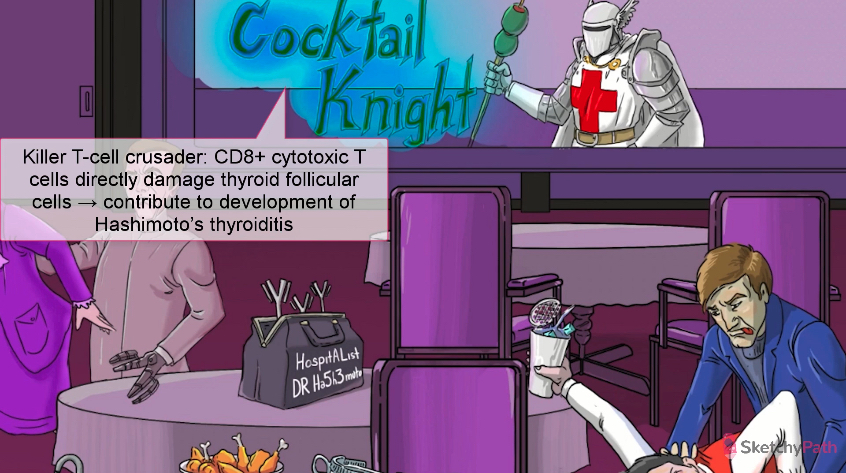 Cocktail
Knight
Killer T-cell crusader: CD8+ cytotoxic T
cells directly damage thyroid follicular
cells → contribute to development of
Hashimoto's thyroiditis
HospitAList
DR Ha5h3moto
SketchyPath